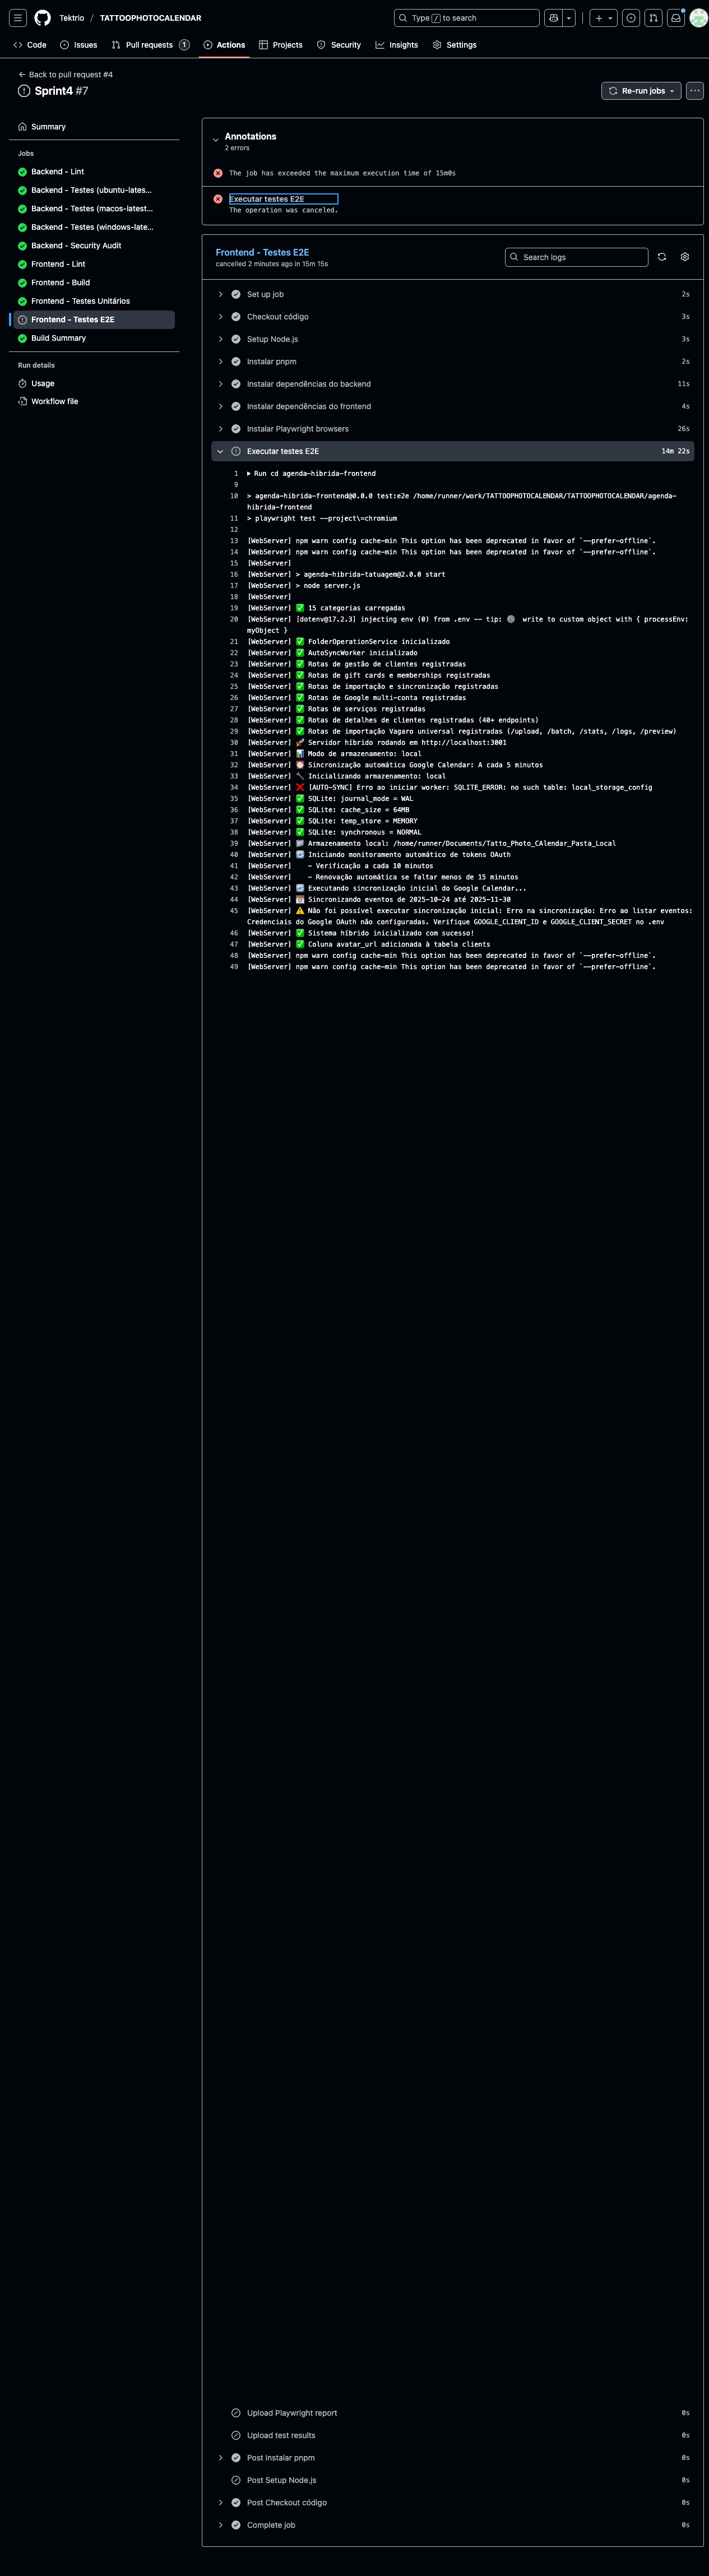 Tektrio / TATTOOPHOTOCALENDAR
Type / to search
Code
Issues
Pull requests 1
Actions
Projects
Security
Insights
Settings
← Back to pull request #4
Sprint4 #7
Re-run jobs
Summary
Jobs
Backend - Lint
Backend - Testes (ubuntu-lates...
Backend - Testes (macos-latest...
Backend - Testes (windows-late...
Backend - Security Audit
Frontend - Lint
Frontend - Build
Frontend - Testes Unitários
Frontend - Testes E2E
Build Summary
Run details
Usage
Workflow file
Annotations
2 errors
The job has exceeded the maximum execution time of 15m0s
Executar testes E2E
The operation was canceled.
Frontend - Testes E2E
cancelled 2 minutes ago in 15m 15s
Search logs
Set up job 2s
Checkout código 3s
Setup Node.js 3s
Instalar pnpm 2s
Instalar dependências do backend 11s
Instalar dependências do frontend 4s
Instalar Playwright browsers 26s
Executar testes E2E 14m 22s
1 ▶ Run cd agenda-hibrida-frontend
9
10 > agenda-hibrida-frontend@0.0.0 test:e2e /home/runner/work/TATTOOPHOTOCALENDAR/TATTOOPHOTOCALENDAR/agenda-
hibrida-frontend
11 > playwright test --project\=chromium
12
13 [WebServer] npm warn config cache-min This option has been deprecated in favor of `--prefer-offline`.
14 [WebServer] npm warn config cache-min This option has been deprecated in favor of `--prefer-offline`.
15 [WebServer]
16 [WebServer] > agenda-hibrida-tatuagem@2.0.0 start
17 [WebServer] > node server.js
18 [WebServer]
19 [WebServer] ✅ 15 categorias carregadas
20 [WebServer] [dotenv@17.2.3] injecting env (0) from .env -- tip: ⚙️ write to custom object with { processEnv:
myObject }
21 [WebServer] ✅ FolderOperationService inicializado
22 [WebServer] ✅ AutoSyncWorker inicializado
23 [WebServer] ✅ Rotas de gestão de clientes registradas
24 [WebServer] ✅ Rotas de gift cards e memberships registradas
25 [WebServer] ✅ Rotas de importação e sincronização registradas
26 [WebServer] ✅ Rotas de Google multi-conta registradas
27 [WebServer] ✅ Rotas de serviços registradas
28 [WebServer] ✅ Rotas de detalhes de clientes registradas (40+ endpoints)
29 [WebServer] ✅ Rotas de importação Vagaro universal registradas (/upload, /batch, /stats, /logs, /preview)
30 [WebServer] 🚀 Servidor híbrido rodando em http://localhost:3001
31 [WebServer] 📊 Modo de armazenamento: local
32 [WebServer] ⏰ Sincronização automática Google Calendar: A cada 5 minutos
33 [WebServer] 🔧 Inicializando armazenamento: local
34 [WebServer] ❌ [AUTO-SYNC] Erro ao iniciar worker: SQLITE_ERROR: no such table: local_storage_config
35 [WebServer] ✅ SQLite: journal_mode = WAL
36 [WebServer] ✅ SQLite: cache_size = 64MB
37 [WebServer] ✅ SQLite: temp_store = MEMORY
38 [WebServer] ✅ SQLite: synchronous = NORMAL
39 [WebServer] 📁 Armazenamento local: /home/runner/Documents/Tatto_Photo_CAlendar_Pasta_Local
40 [WebServer] 🔄 Iniciando monitoramento automático de tokens OAuth
41 [WebServer] - Verificação a cada 10 minutos
42 [WebServer] - Renovação automática se faltar menos de 15 minutos
43 [WebServer] 🔄 Executando sincronização inicial do Google Calendar...
44 [WebServer] 📅 Sincronizando eventos de 2025-10-24 até 2025-11-30
45 [WebServer] ⚠️ Não foi possível executar sincronização inicial: Erro na sincronização: Erro ao listar eventos:
Credenciais do Google OAuth não configuradas. Verifique GOOGLE_CLIENT_ID e GOOGLE_CLIENT_SECRET no .env
46 [WebServer] ✅ Sistema híbrido inicializado com sucesso!
47 [WebServer] ✅ Coluna avatar_url adicionada à tabela clients
48 [WebServer] npm warn config cache-min This option has been deprecated in favor of `--prefer-offline`.
49 [WebServer] npm warn config cache-min This option has been deprecated in favor of `--prefer-offline`.
Upload Playwright report 0s
Upload test results 0s
Post Instalar pnpm 0s
Post Setup Node.js 0s
Post Checkout código 0s
Complete job 0s